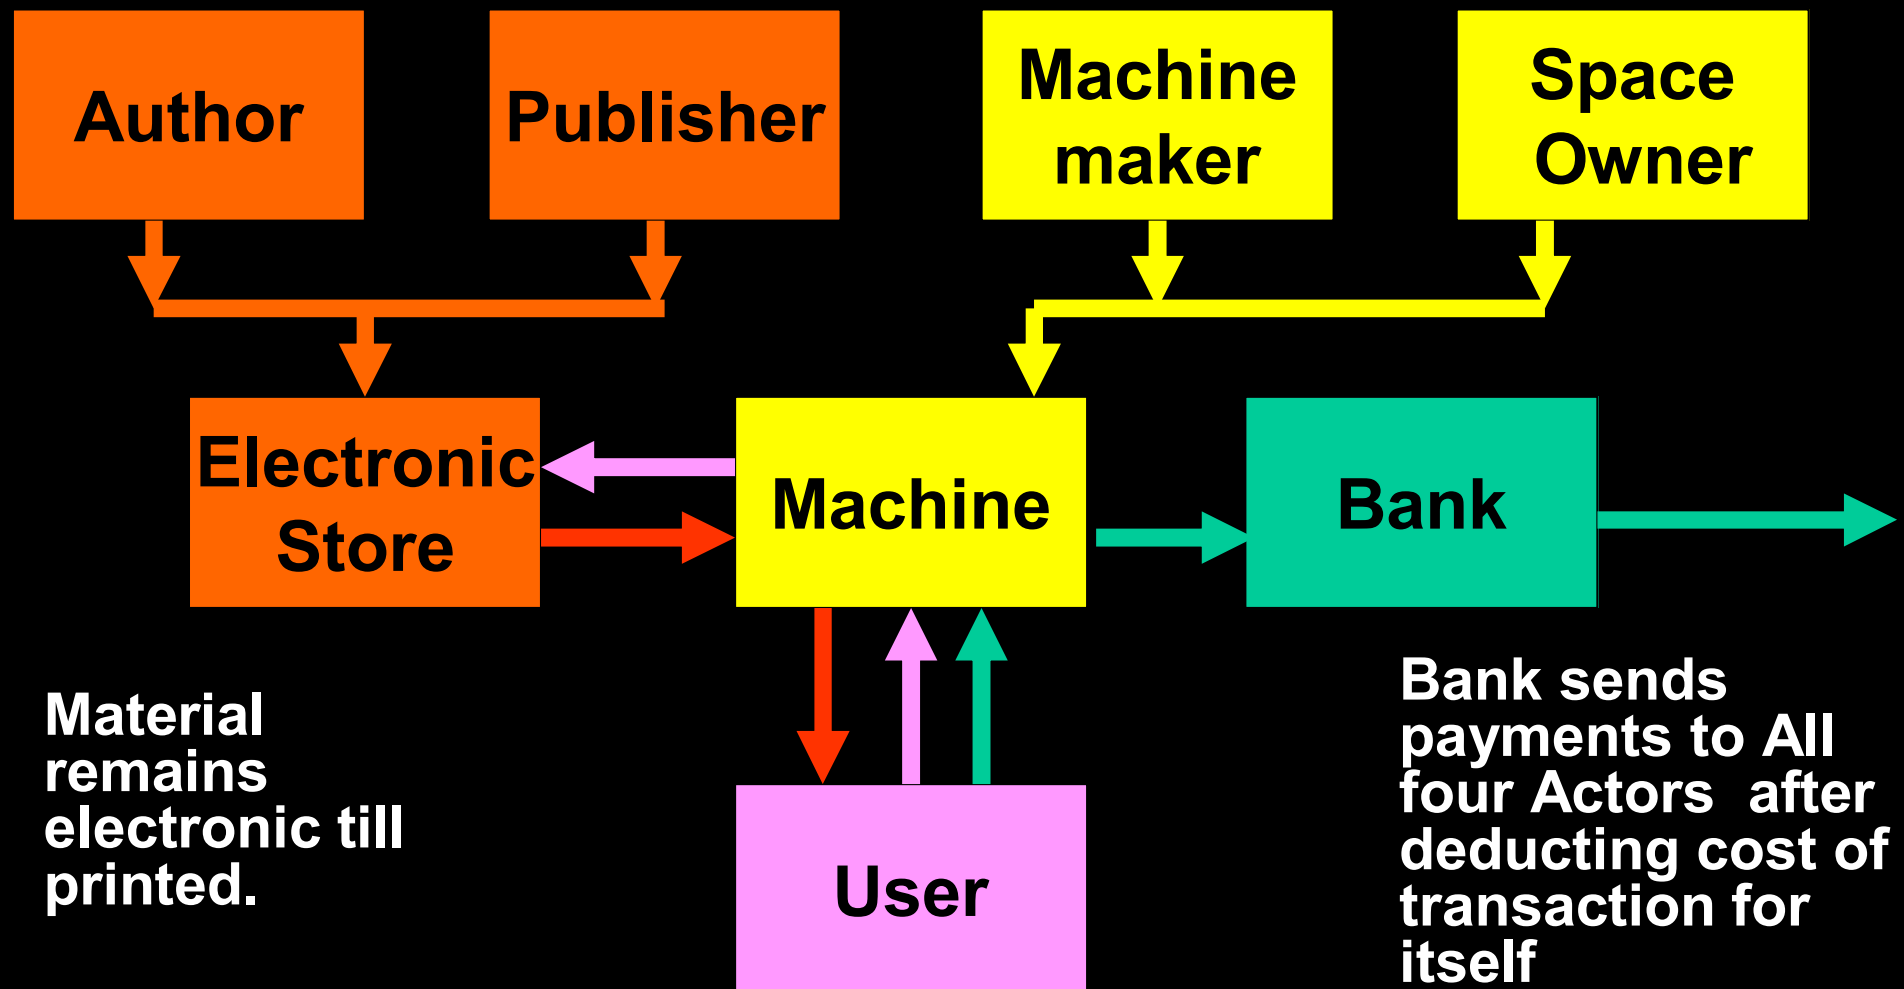 Author
Publisher
Machine
maker
Space
Owner
Electronic
Store
Machine
Bank
Material
remains
electronic till
printed.
User
Bank sends
payments to All
four Actors  after
deducting cost of
transaction for
itself